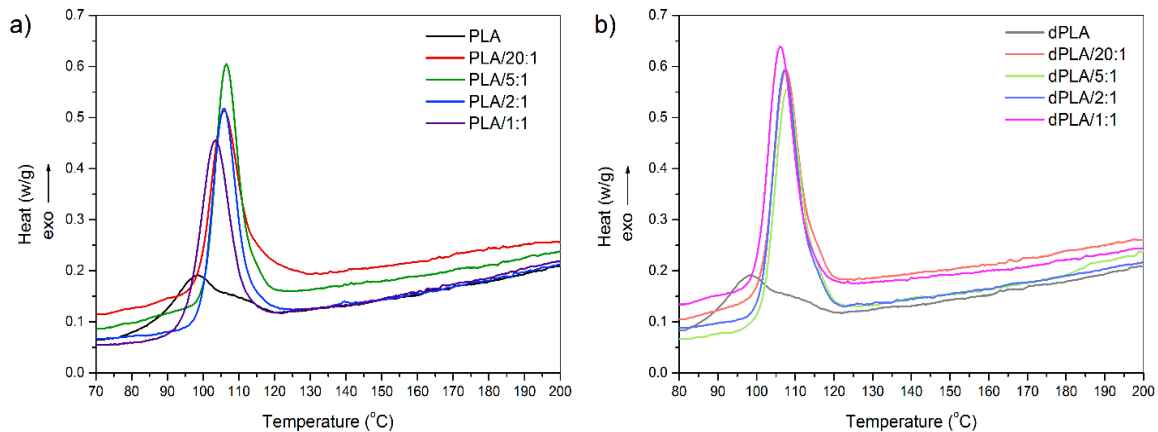 a)
PLA
PLA/20:1
PLA/5:1
PLA/2:1
PLA/1:1
0.7
0.6
0.5
0.4
0.3
0.2
0.1
0.0
Heat (w/g)
exo
70 80 90 100 110 120 130 140 150 160 170 180 190 200
Temperature (°C)
b)
dPLA
dPLA/20:1
dPLA/5:1
dPLA/2:1
dPLA/1:1
0.7
0.6
0.5
0.4
0.3
0.2
0.1
0.0
Heat (w/g)
exo
80 90 100 110 120 130 140 150 160 170 180 190 200
Temperature (°C)